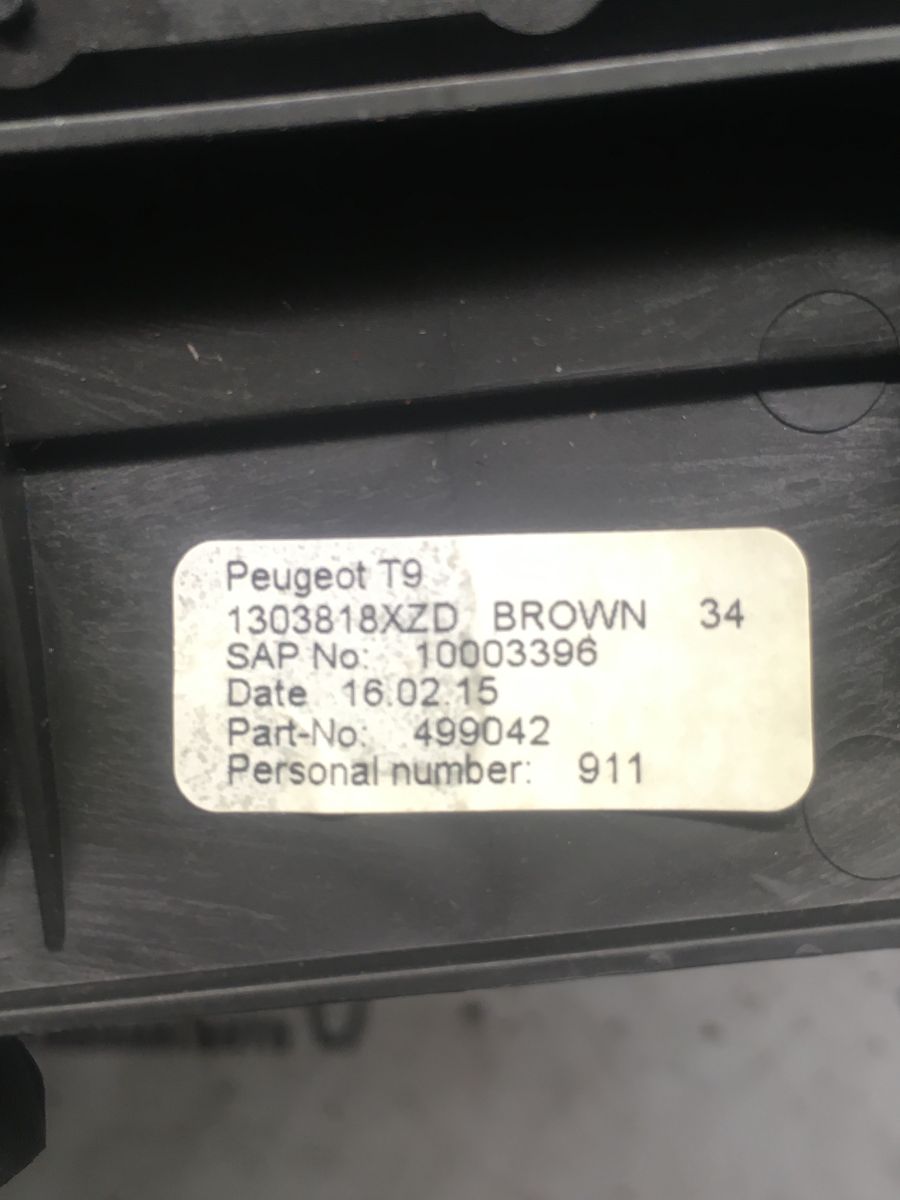 Peugeot T9
1303818XZD BROWN 34
SAP No: 10003396
Date 16.02.15
Part-No: 499042
Personal number: 911